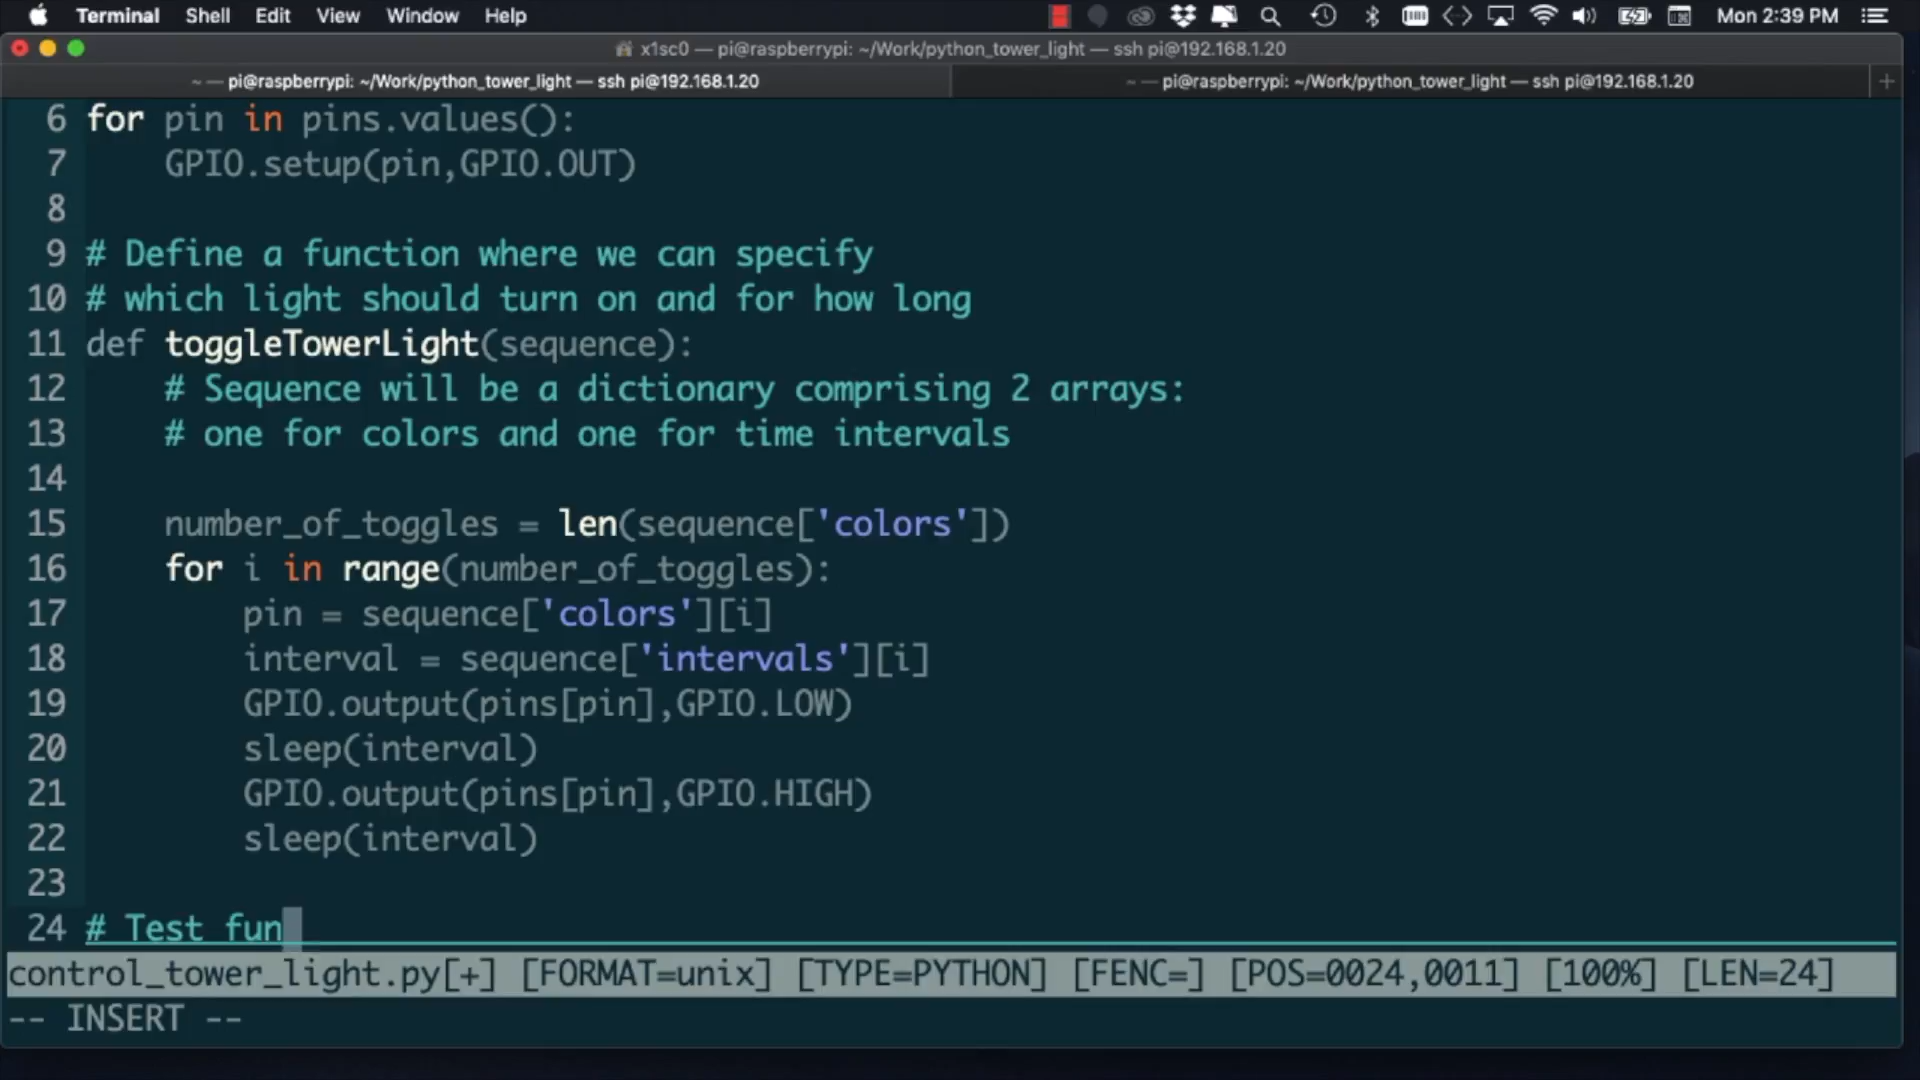 Terminal Shell Edit View Window Help Mon 2:39 PM
x1sc0 — pi@raspberrypi: ~/Work/python_tower_light — ssh pi@192.168.1.20
~ — pi@raspberrypi: ~/Work/python_tower_light — ssh pi@192.168.1.20
~ — pi@raspberrypi: ~/Work/python_tower_light — ssh pi@192.168.1.20 +
6 for pin in pins.values():
7     GPIO.setup(pin,GPIO.OUT)
8
9 # Define a function where we can specify
10 # which light should turn on and for how long
11 def toggleTowerLight(sequence):
12     # Sequence will be a dictionary comprising 2 arrays:
13     # one for colors and one for time intervals
14
15     number_of_toggles = len(sequence['colors'])
16     for i in range(number_of_toggles):
17         pin = sequence['colors'][i]
18         interval = sequence['intervals'][i]
19         GPIO.output(pins[pin],GPIO.LOW)
20         sleep(interval)
21         GPIO.output(pins[pin],GPIO.HIGH)
22         sleep(interval)
23
24 # Test fun
control_tower_light.py[+] [FORMAT=unix] [TYPE=PYTHON] [FENC=] [POS=0024,0011] [100%] [LEN=24]
-- INSERT --